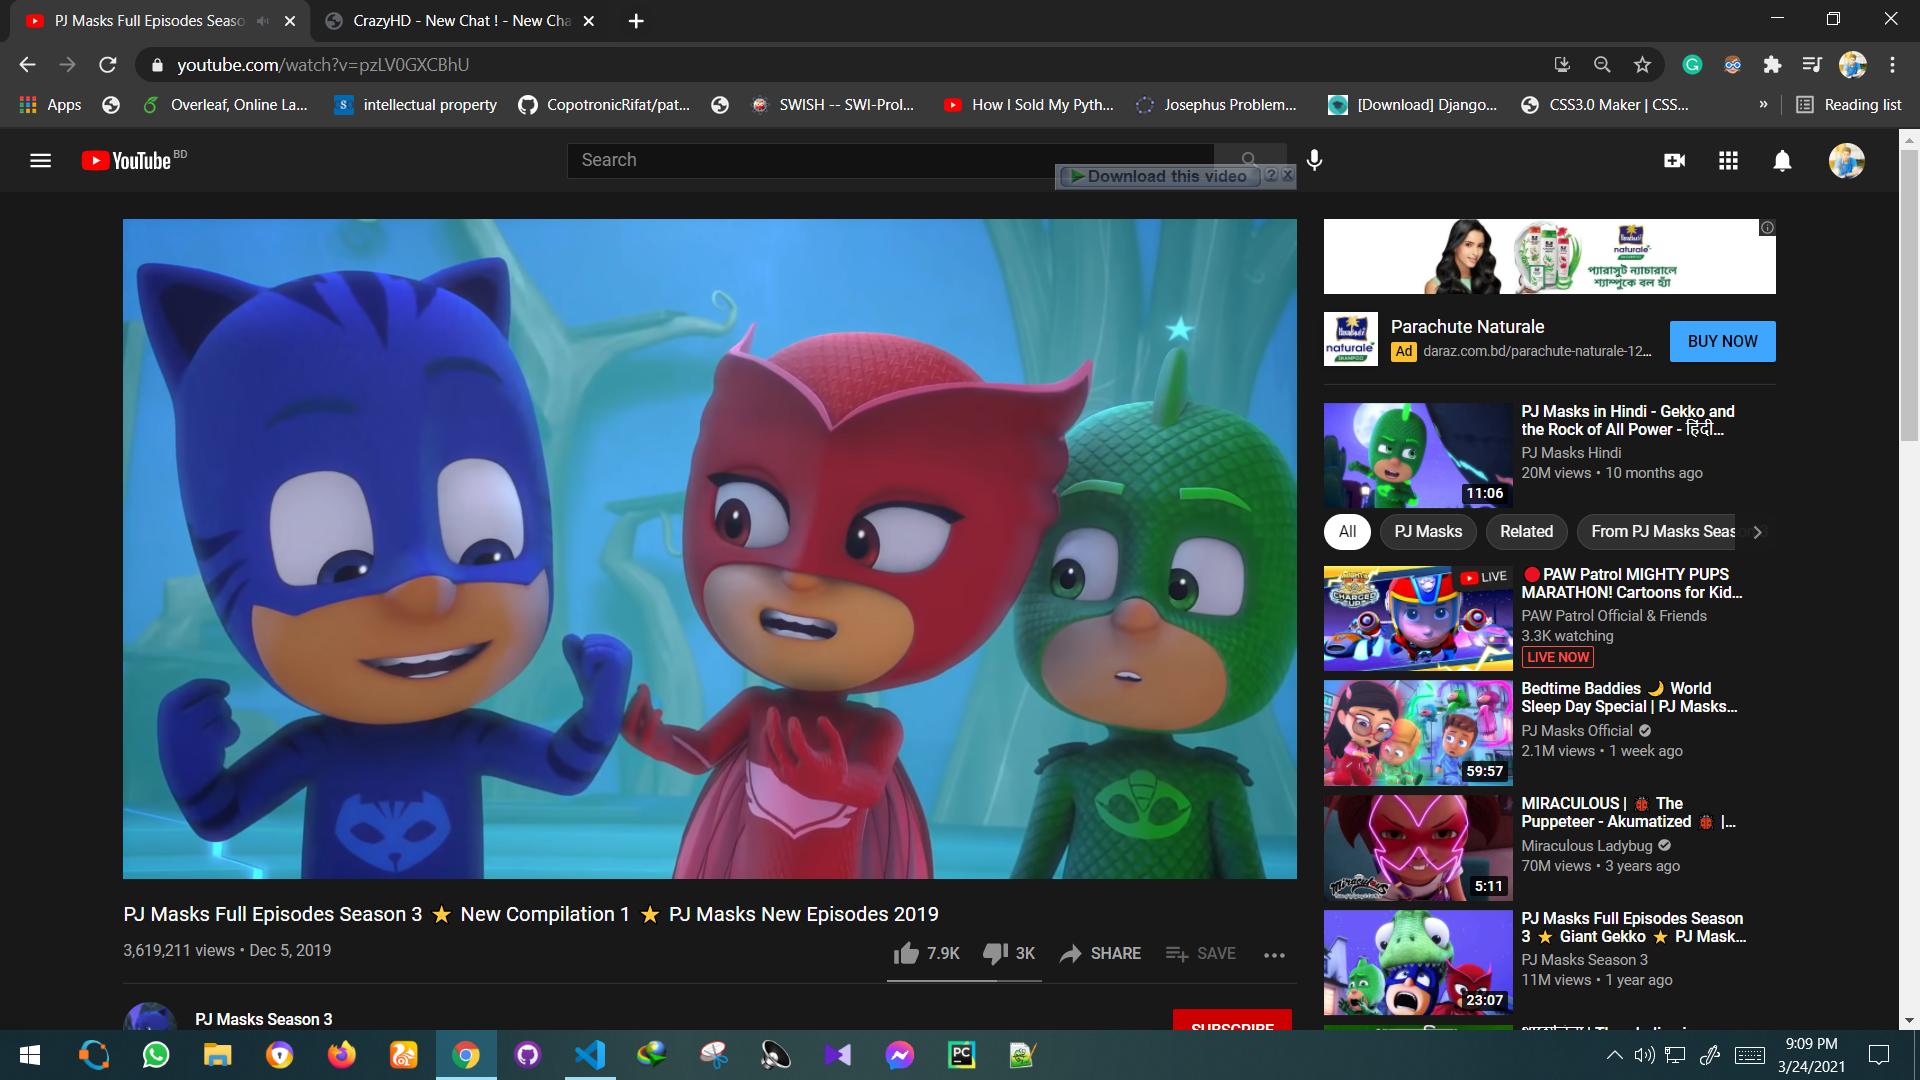 PJ Masks Full Episodes Seaso
CrazyHD - New Chat ! - New Cha
youtube.com/watch?v=pzLV0GXCBhU
Apps
Overleaf, Online La...
intellectual property
CopotronicRifat/pat...
SWISH -- SWI-Prol...
How I Sold My Pyth...
Josephus Problem...
[Download] Django...
CSS3.0 Maker | CSS...
»
Reading list
YouTube BD
Search
Download this video
naturale
প্যারাসুট ন্যাচারালে
শ্যাম্পুকে বল হ্যাঁ
naturale
SHAMPOO
Parachute Naturale
Ad daraz.com.bd/parachute-naturale-12...
BUY NOW
11:06
PJ Masks in Hindi - Gekko and
the Rock of All Power - हिंदी...
PJ Masks Hindi
20M views • 10 months ago
All
PJ Masks
Related
From PJ Masks Seas
CHARGED UP
LIVE
PAW Patrol MIGHTY PUPS
MARATHON! Cartoons for Kid...
PAW Patrol Official & Friends
3.3K watching
LIVE NOW
59:57
Bedtime Baddies 🌙 World
Sleep Day Special | PJ Masks...
PJ Masks Official
2.1M views • 1 week ago
Miraculous
5:11
MIRACULOUS | 🐞 The
Puppeteer - Akumatized 🐞 |...
Miraculous Ladybug
70M views • 3 years ago
23:07
PJ Masks Full Episodes Season
3 ⭐ Giant Gekko ⭐ PJ Mask...
PJ Masks Season 3
11M views • 1 year ago
PJ Masks Full Episodes Season 3 ⭐ New Compilation 1 ⭐ PJ Masks New Episodes 2019
3,619,211 views • Dec 5, 2019
7.9K
3K
SHARE
SAVE
PJ Masks Season 3
SUBSCRIBE
PC
9:09 PM
3/24/2021